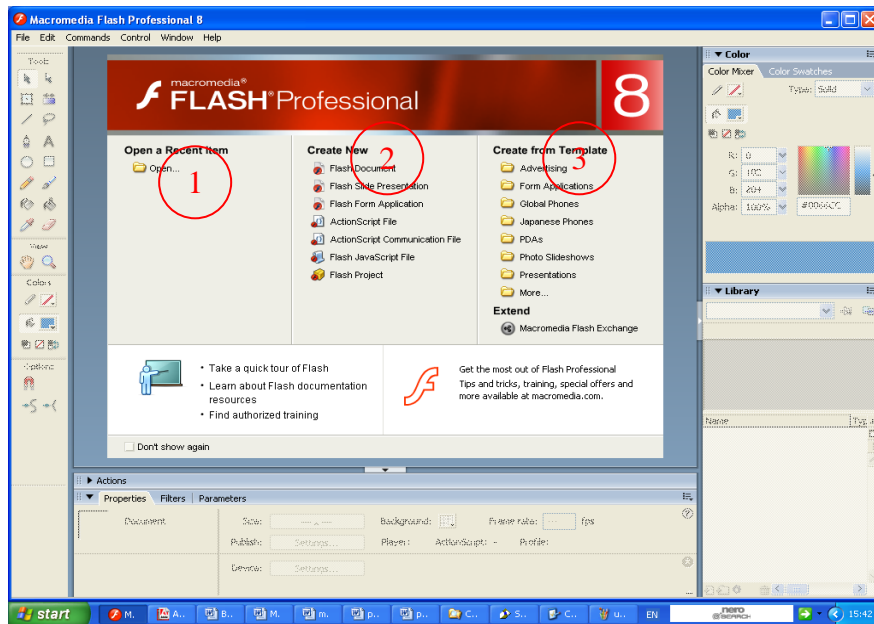 Macromedia Flash Professional 8
File Edit Commands Control Window Help
Tools
View
Colors
Options
macromedia®
FLASH® Professional 8
Open a Recent Item
Open...
1
Create New
2
Flash Document
Flash Slide Presentation
Flash Form Application
ActionScript File
ActionScript Communication File
Flash JavaScript File
Flash Project
Create from Template
3
Advertising
Form Applications
Global Phones
Japanese Phones
PDAs
Photo Slideshows
Presentations
More...
Extend
Macromedia Flash Exchange
• Take a quick tour of Flash
• Learn about Flash documentation
resources
• Find authorized training
Get the most out of Flash Professional
Tips and tricks, training, special offers and
more available at macromedia.com.
Don't show again
Color
Color Mixer Color Swatches
Type: Solid
R: 0
G: 102
B: 204
Alpha: 100% #0066CC
Library
Name
Actions
Properties Filters Parameters
Document Size: Background: Frame rate: fps
Publish: Settings... Player: ActionScript: - Profile:
Device: Settings...
start M. A.. B.. M. m. p.. p.. C.. S.. C.. u.. EN nero SEARCH 15:42